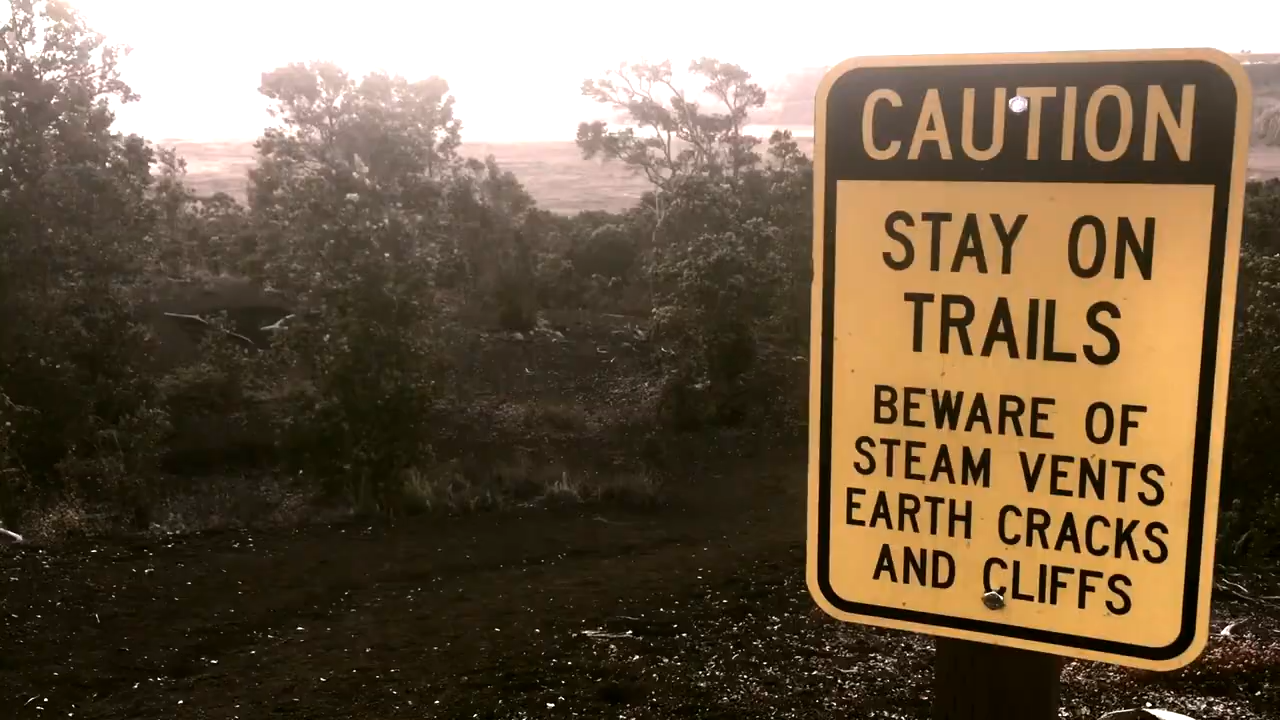 CAUTION
STAY ON
TRAILS
BEWARE OF
STEAM VENTS
EARTH CRACKS
AND CLIFFS